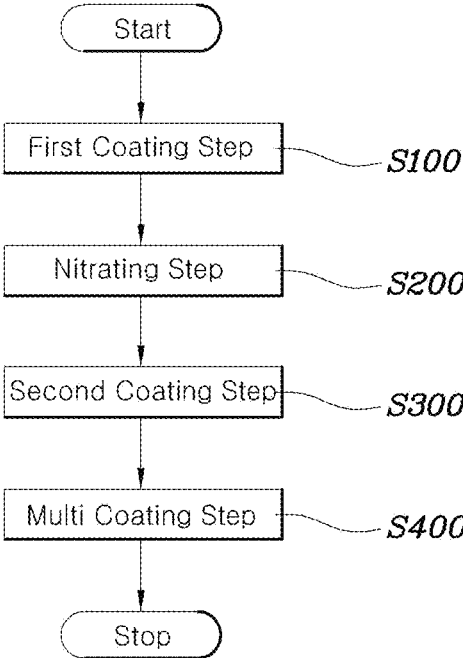 Start
First Coating Step
S100
Nitrating Step
S200
Second Coating Step
S300
Multi Coating Step
S400
Stop